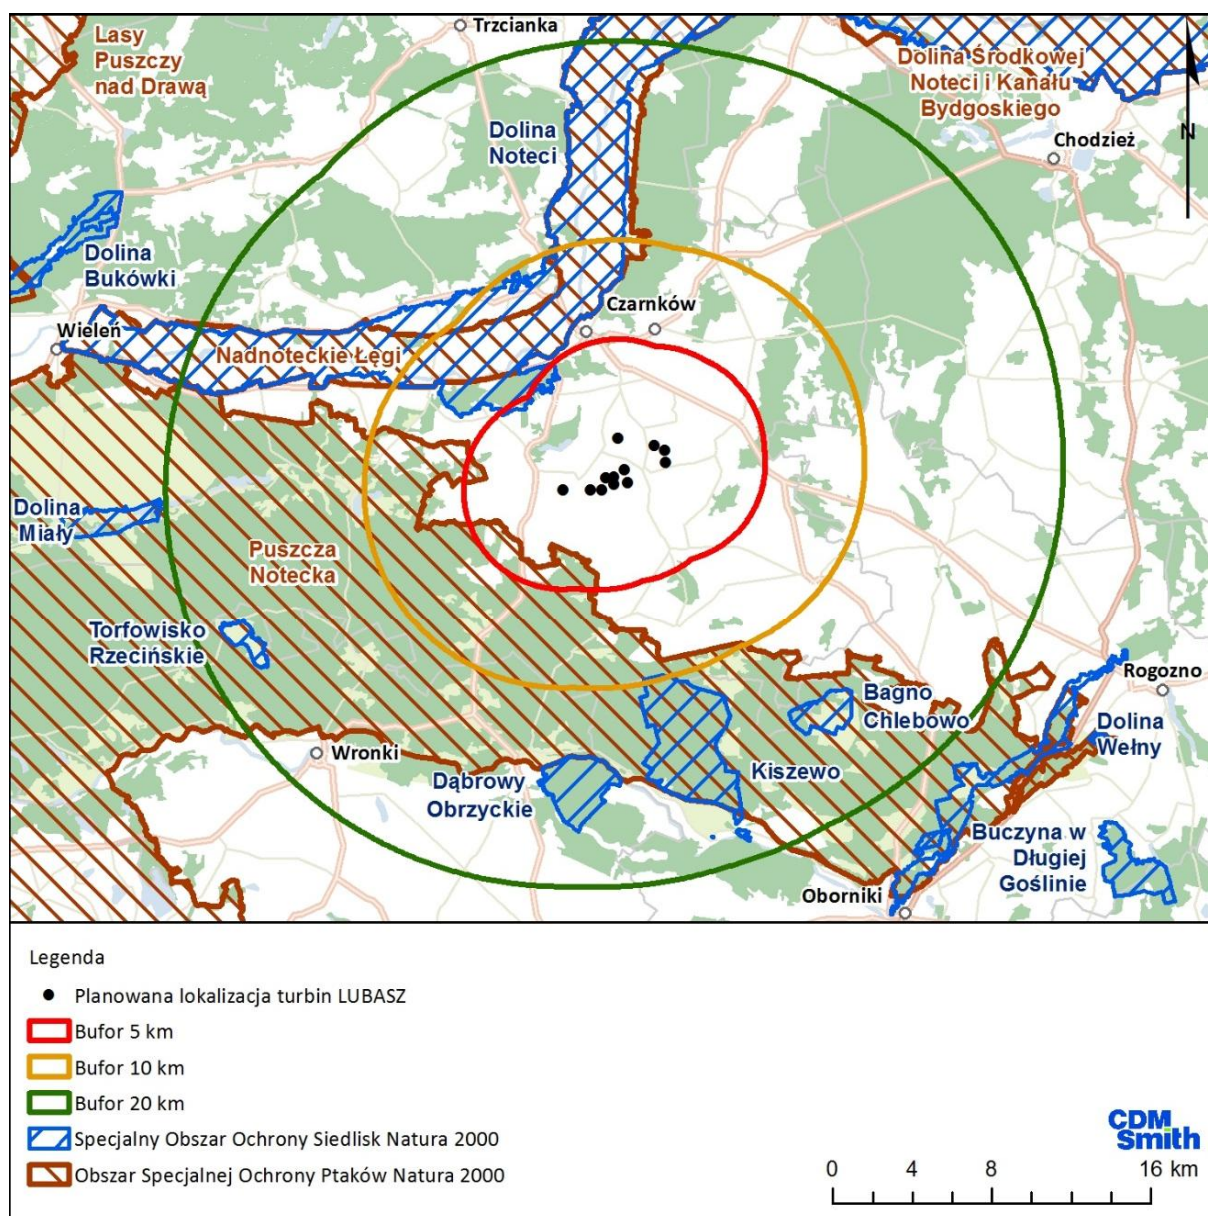 Trzcianka
Lasy
Puszczy
nad Drawą
Dolina Środkowej
Noteci i Kanału
Bydgoskiego
Chodzież
N
Dolina
Noteci
Dolina
Bukówki
Czarnków
Wieleń
Nadnoteckie Łęgi
Dolina
Miały
Puszcza
Notecka
Torfowisko
Rzecińskie
Rogozno
Bagno
Chlebowo
Dolina
Wełny
Wronki
Kiszewo
Dąbrowy
Obrzyckie
Buczyna w
Długiej
Goślinie
Oborniki
Legenda
Planowana lokalizacja turbin LUBASZ
Bufor 5 km
Bufor 10 km
Bufor 20 km
Specjalny Obszar Ochrony Siedlisk Natura 2000
Obszar Specjalnej Ochrony Ptaków Natura 2000
CDM
Smith
0 4 8 16 km